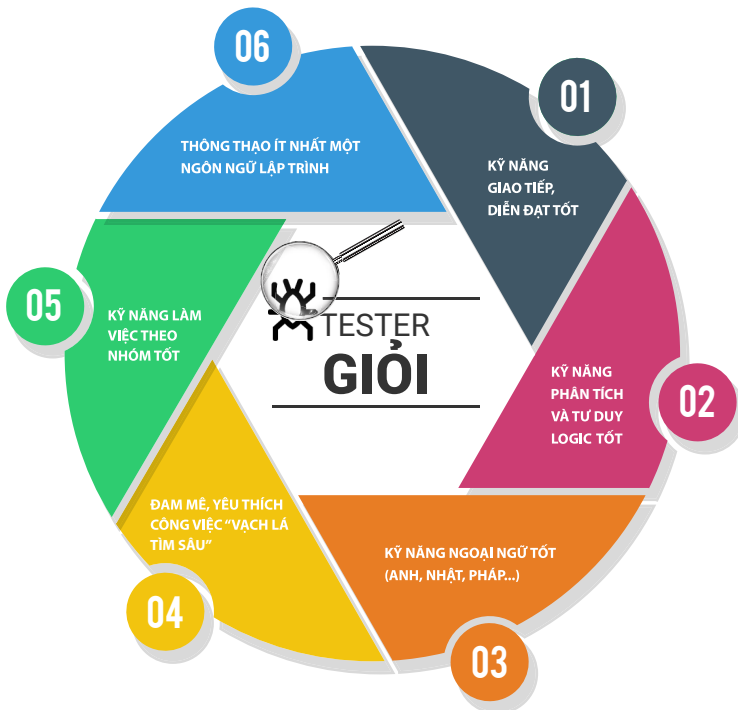 TESTER
GIỎI
01
KỸ NĂNG
GIAO TIẾP,
DIỄN ĐẠT TỐT
02
KỸ NĂNG
PHÂN TÍCH
VÀ TƯ DUY
LOGIC TỐT
03
KỸ NĂNG NGOẠI NGỮ TỐT
(ANH, NHẬT, PHÁP...)
04
ĐAM MÊ, YÊU THÍCH
CÔNG VIỆC “VẠCH LÁ
TÌM SÂU”
05
KỸ NĂNG LÀM
VIỆC THEO
NHÓM TỐT
06
THÔNG THẠO ÍT NHẤT MỘT
NGÔN NGỮ LẬP TRÌNH